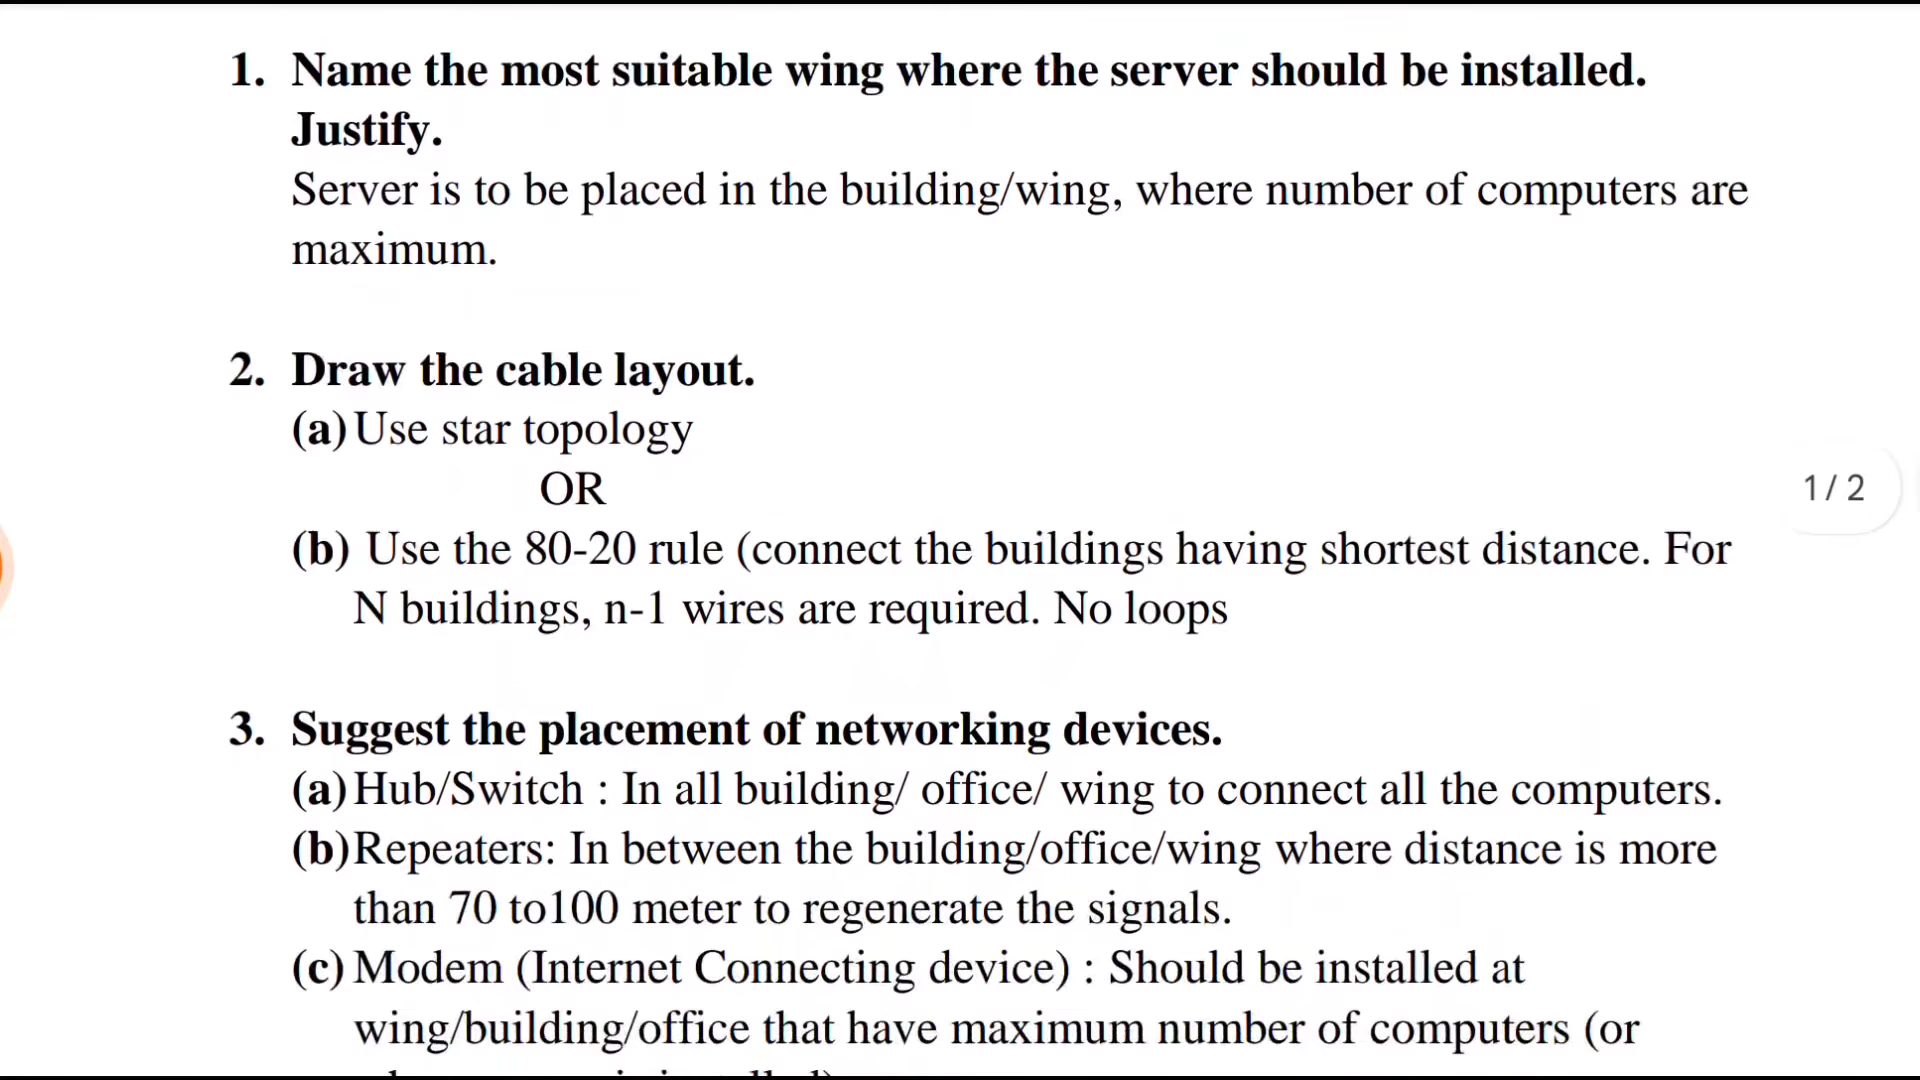 1. Name the most suitable wing where the server should be installed.
Justify.
Server is to be placed in the building/wing, where number of computers are
maximum.
2. Draw the cable layout.
(a) Use star topology
OR
(b) Use the 80-20 rule (connect the buildings having shortest distance. For
N buildings, n-1 wires are required. No loops
1 / 2
3. Suggest the placement of networking devices.
(a) Hub/Switch : In all building/ office/ wing to connect all the computers.
(b) Repeaters: In between the building/office/wing where distance is more
than 70 to100 meter to regenerate the signals.
(c) Modem (Internet Connecting device) : Should be installed at
wing/building/office that have maximum number of computers (or